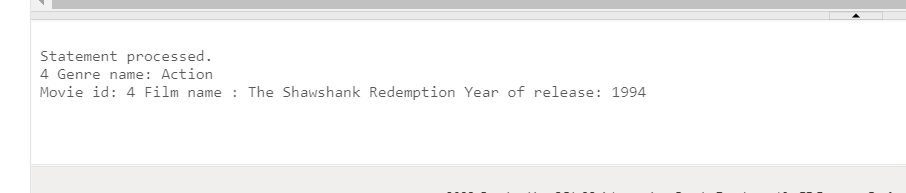 Statement processed.
4 Genre name: Action
Movie id: 4 Film name : The Shawshank Redemption Year of release: 1994